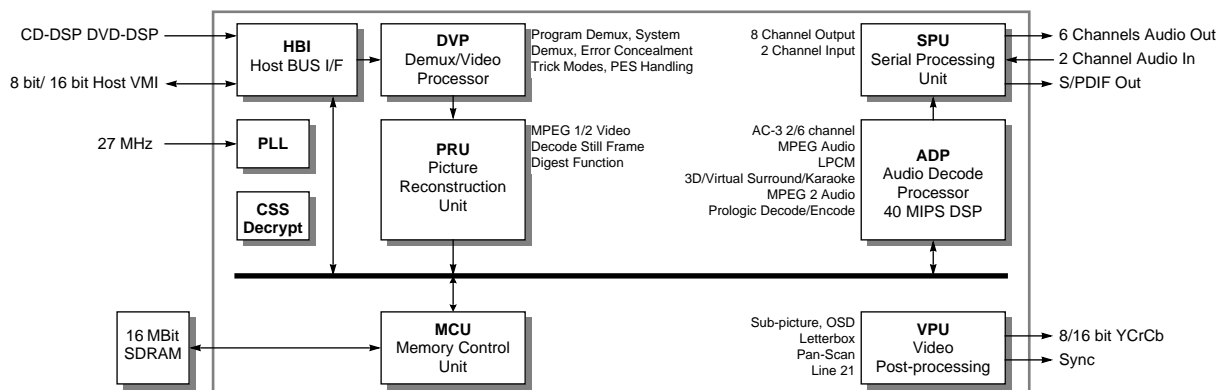 CD-DSP DVD-DSP
8 bit/ 16 bit Host VMI
27 MHz
HBI
Host BUS I/F
PLL
CSS
Decrypt
DVP
Demux/Video
Processor
Program Demux, System
Demux, Error Concealment
Trick Modes, PES Handling
PRU
Picture
Reconstruction
Unit
MPEG 1/2 Video
Decode Still Frame
Digest Function
8 Channel Output
2 Channel Input
SPU
Serial Processing
Unit
6 Channels Audio Out
2 Channel Audio In
S/PDIF Out
AC-3 2/6 channel
MPEG Audio
LPCM
3D/Virtual Surround/Karaoke
MPEG 2 Audio
Prologic Decode/Encode
ADP
Audio Decode
Processor
40 MIPS DSP
16 MBit
SDRAM
MCU
Memory Control
Unit
Sub-picture, OSD
Letterbox
Pan-Scan
Line 21
VPU
Video
Post-processing
8/16 bit YCrCb
Sync